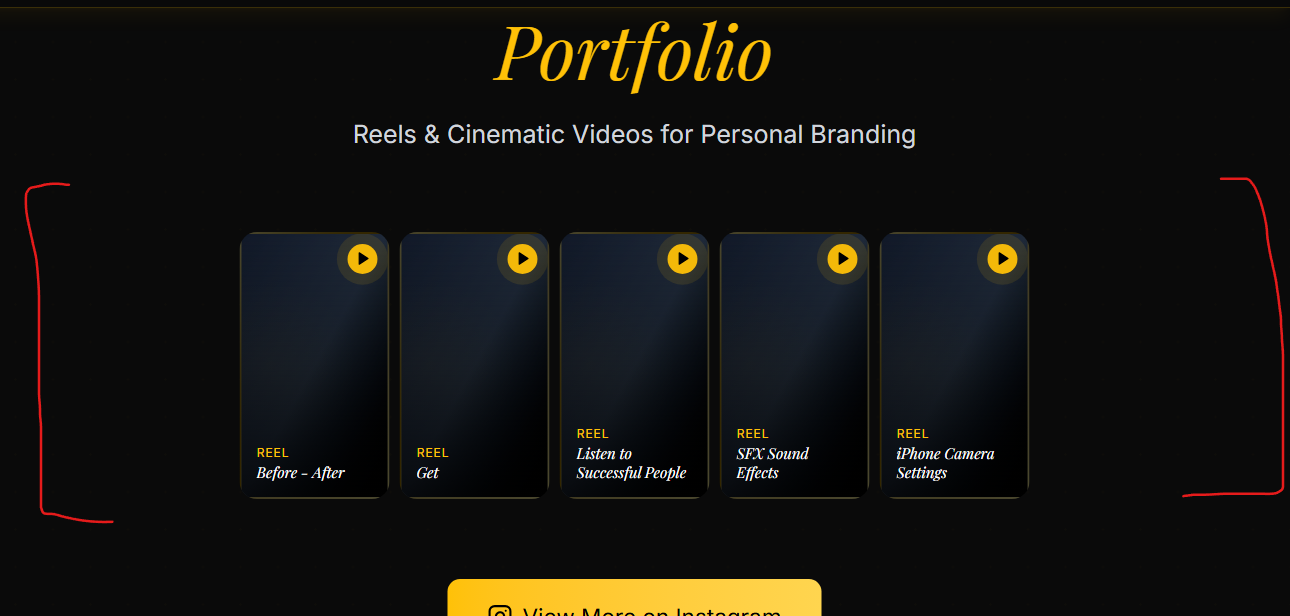 Portfolio
Reels & Cinematic Videos for Personal Branding
REEL
Before – After
REEL
Get
REEL
Listen to
Successful People
REEL
SFX Sound
Effects
REEL
iPhone Camera
Settings
View More on Instagram